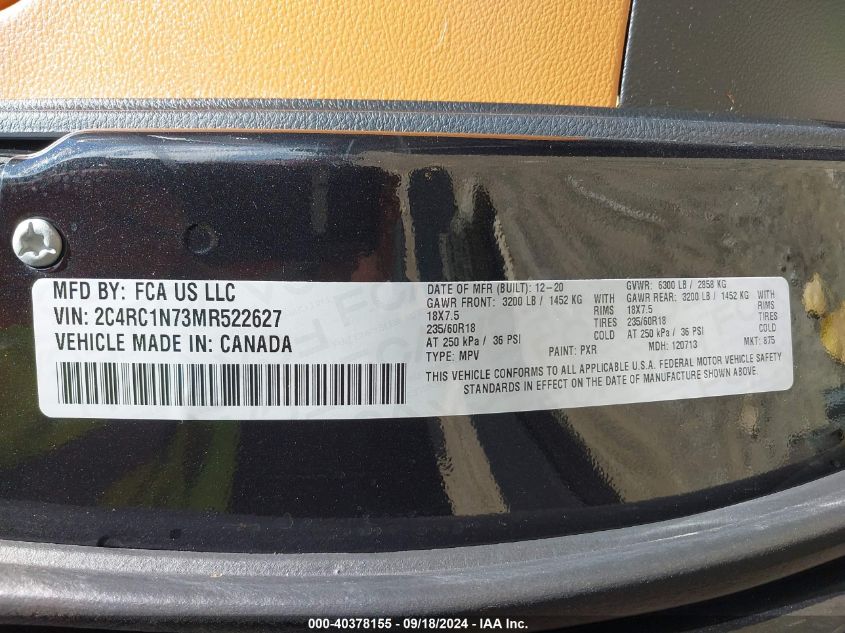 MFD BY: FCA US LLC
VIN: 2C4RC1N73MR522627
VEHICLE MADE IN: CANADA
DATE OF MFR (BUILT): 12-20 GVWR: 6300 LB / 2858 KG
GAWR FRONT: 3200 LB / 1452 KG GAWR REAR: 3200 LB / 1452 KG
18X7.5 RIMS 18X7.5 RIMS
235/60R18 TIRES 235/60R18 TIRES
AT 250 kPa / 36 PSI COLD AT 250 kPa / 36 PSI COLD
TYPE: MPV PAINT: PXR MDH: 120713 MKT: 875
THIS VEHICLE CONFORMS TO ALL APPLICABLE U.S.A. FEDERAL MOTOR VEHICLE SAFETY
STANDARDS IN EFFECT ON THE DATE OF MANUFACTURE SHOWN ABOVE.
000-40378155 - 09/18/2024 - IAAI.com